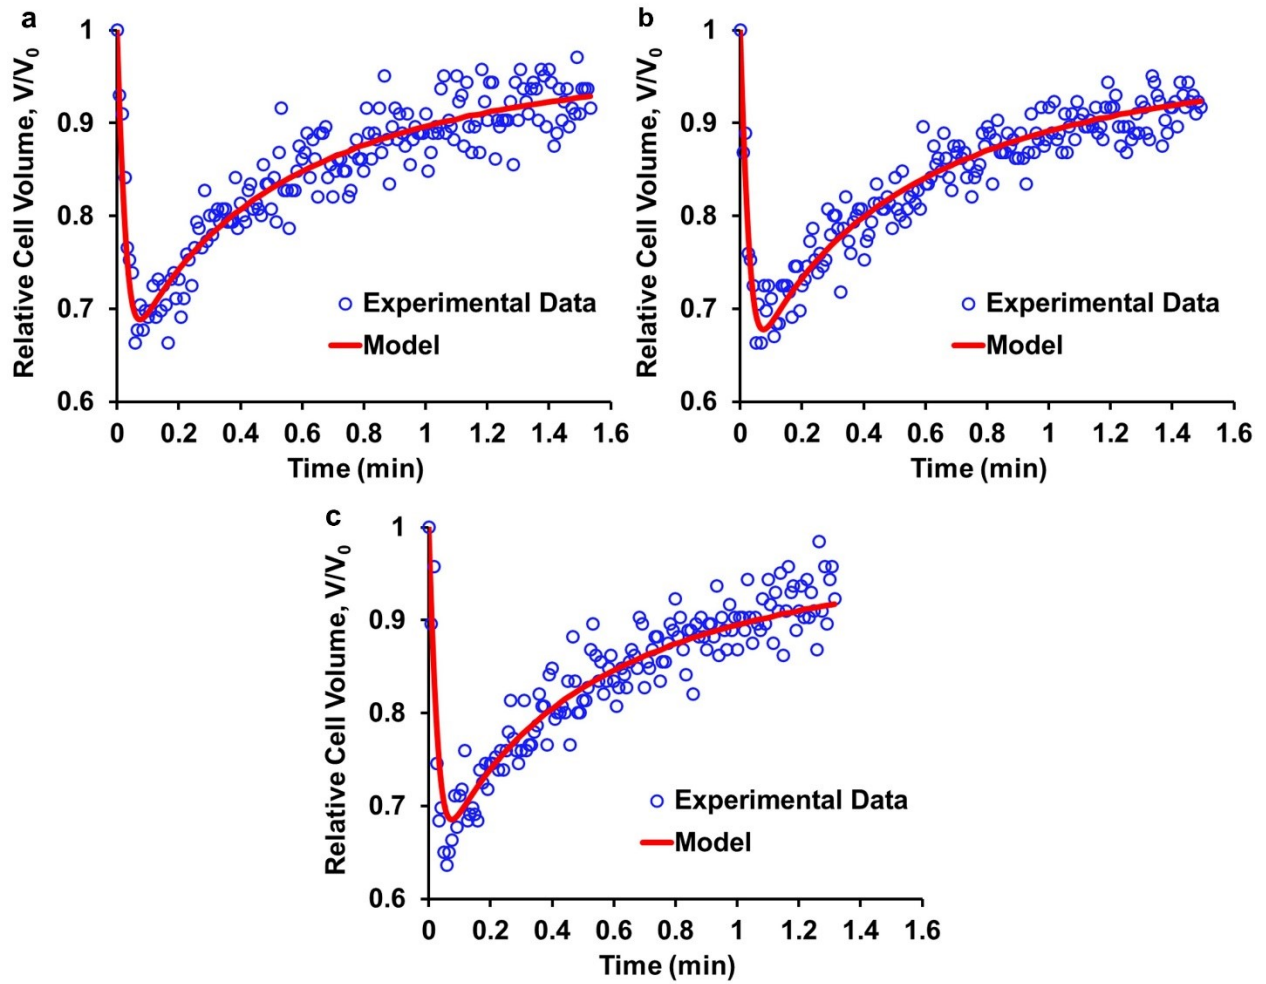 a
Relative Cell Volume, V/V₀
1
0.9
0.8
0.7
0.6
Experimental Data
Model
0 0.2 0.4 0.6 0.8 1 1.2 1.4 1.6
Time (min)
b
Relative Cell Volume, V/V₀
1
0.9
0.8
0.7
0.6
Experimental Data
Model
0 0.2 0.4 0.6 0.8 1 1.2 1.4 1.6
Time (min)
c
Relative Cell Volume, V/V₀
1
0.9
0.8
0.7
0.6
Experimental Data
Model
0 0.2 0.4 0.6 0.8 1 1.2 1.4 1.6
Time (min)